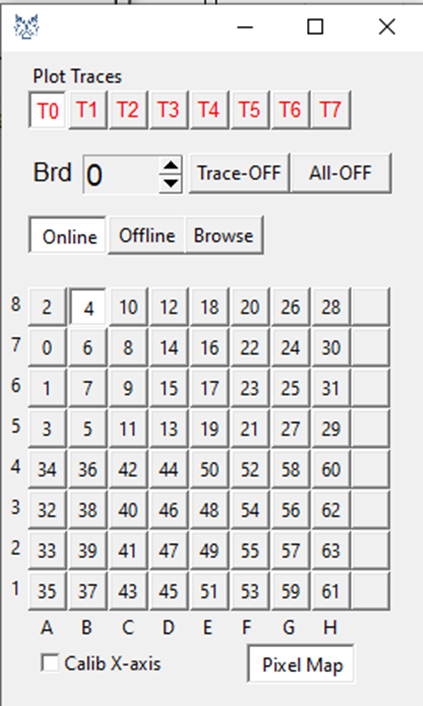 Plot Traces
T0 T1 T2 T3 T4 T5 T6 T7
Brd 0 Trace-OFF All-OFF
Online Offline Browse
8 2 4 10 12 18 20 26 28
7 0 6 8 14 16 22 24 30
6 1 7 9 15 17 23 25 31
5 3 5 11 13 19 21 27 29
4 34 36 42 44 50 52 58 60
3 32 38 40 46 48 54 56 62
2 33 39 41 47 49 55 57 63
1 35 37 43 45 51 53 59 61
A B C D E F G H
Calib X-axis Pixel Map